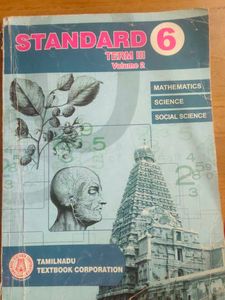 STANDARD 6
TERM III
Volume 2
MATHEMATICS
SCIENCE
SOCIAL SCIENCE
TAMILNADU
TEXTBOOK CORPORATION